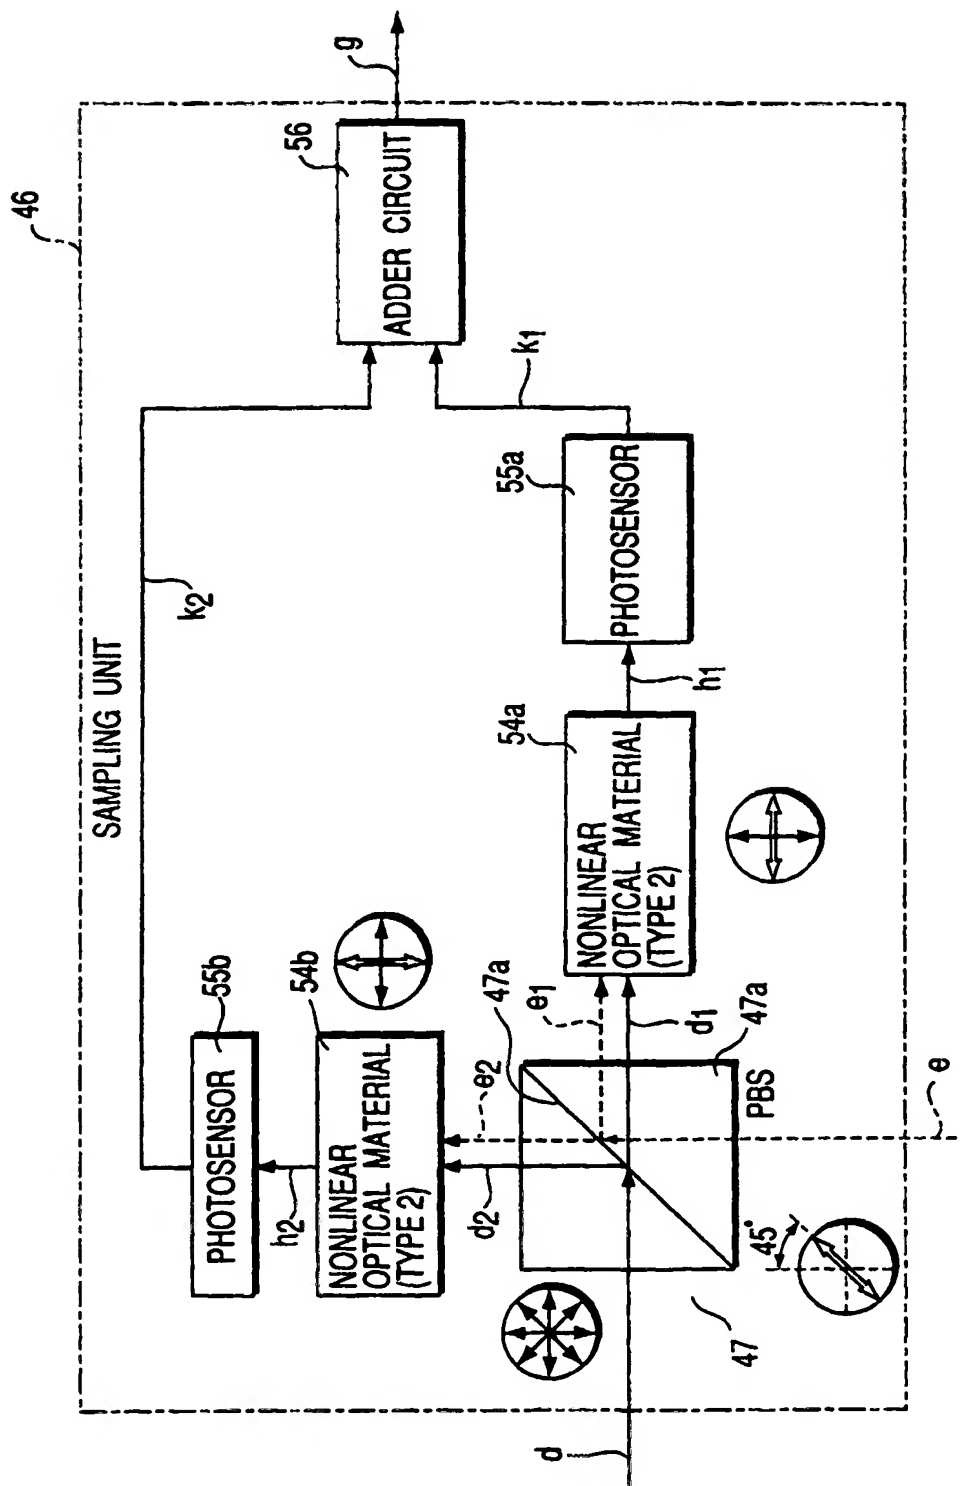 46
SAMPLING UNIT
g
56
ADDER CIRCUIT
k2
k1
55b
PHOTOSENSOR
55a
PHOTOSENSOR
h2
h1
54b
NONLINEAR
OPTICAL MATERIAL
(TYPE 2)
54a
NONLINEAR
OPTICAL MATERIAL
(TYPE 2)
e2
d2
47a
e1
d1
47a
PBS
47
45°
d
e